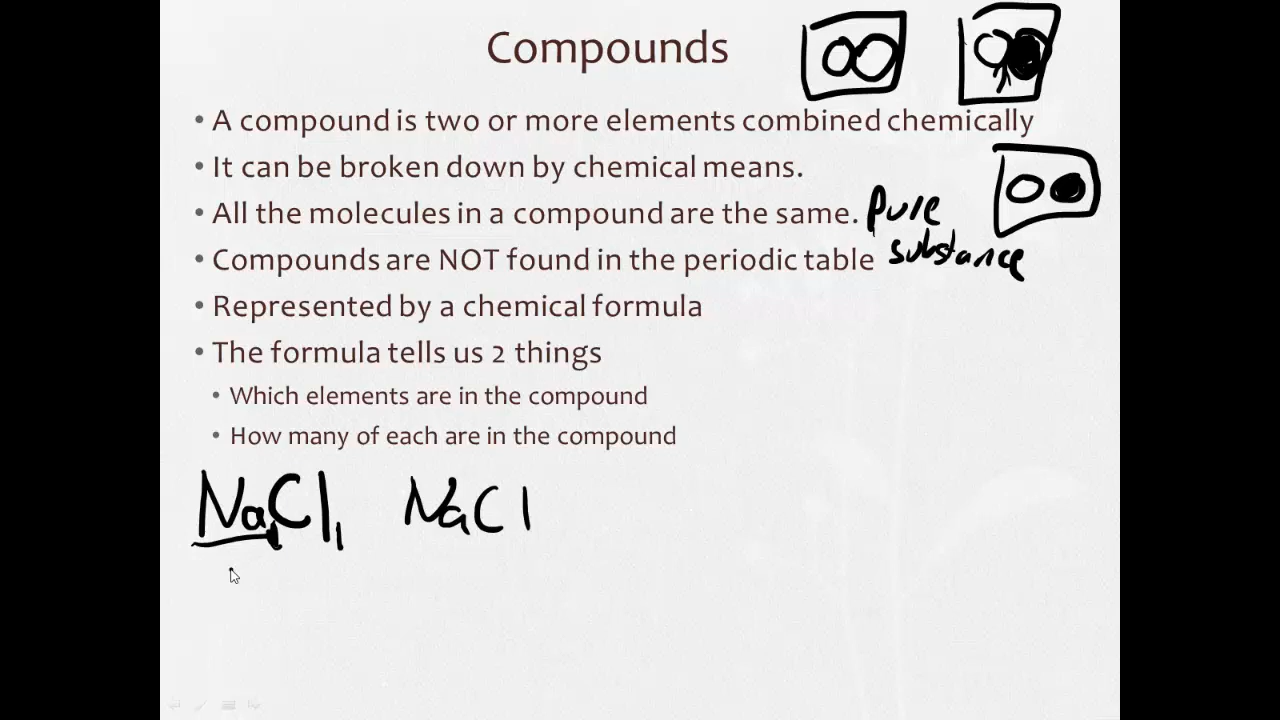 Compounds
• A compound is two or more elements combined chemically
• It can be broken down by chemical means.
• All the molecules in a compound are the same. Pure
substance
• Compounds are NOT found in the periodic table
• Represented by a chemical formula
• The formula tells us 2 things
• Which elements are in the compound
• How many of each are in the compound
Na₁Cl₁ NaCl